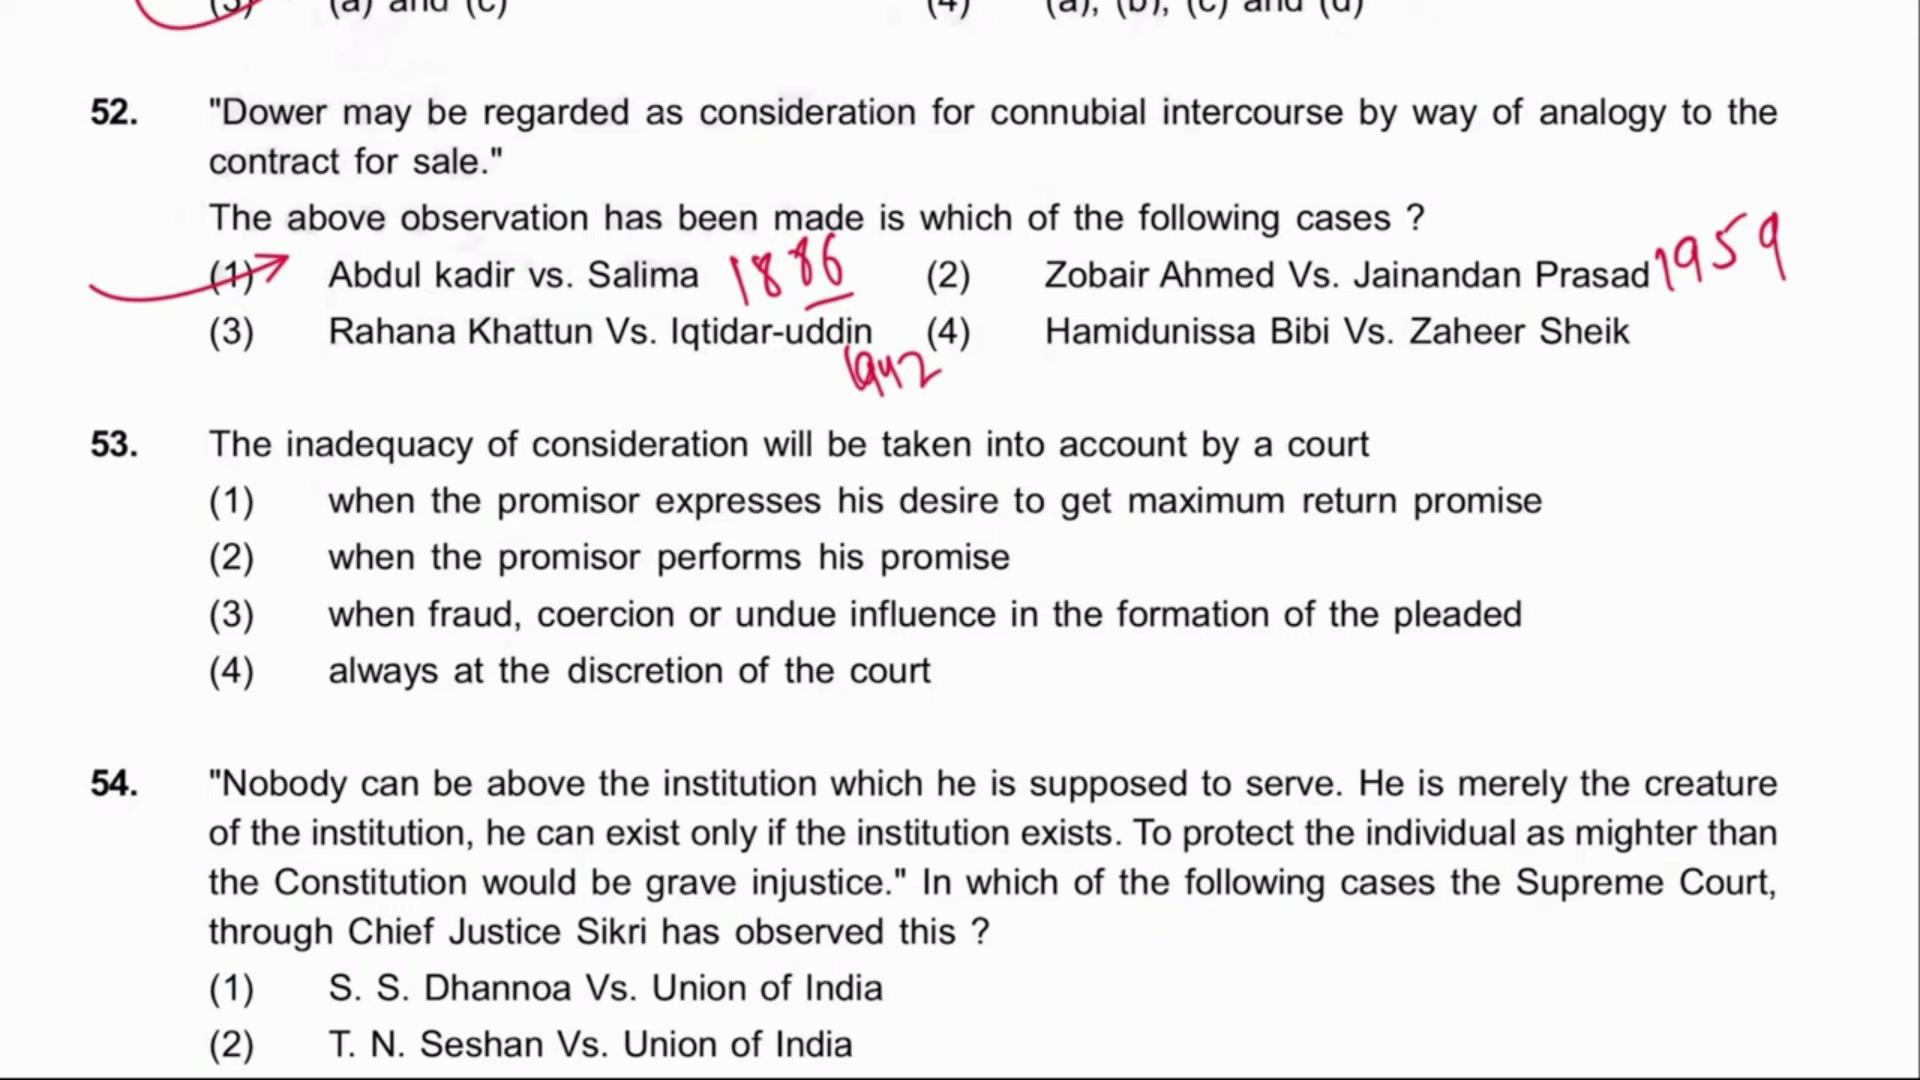 (3) (a) and (c) (4) (a), (b), (c) and (d)
52. "Dower may be regarded as consideration for connubial intercourse by way of analogy to the
contract for sale."
The above observation has been made is which of the following cases ?
(1) Abdul kadir vs. Salima 1886 (2) Zobair Ahmed Vs. Jainandan Prasad 1959
(3) Rahana Khattun Vs. Iqtidar-uddin (4) Hamidunissa Bibi Vs. Zaheer Sheik
1942
53. The inadequacy of consideration will be taken into account by a court
(1) when the promisor expresses his desire to get maximum return promise
(2) when the promisor performs his promise
(3) when fraud, coercion or undue influence in the formation of the pleaded
(4) always at the discretion of the court
54. "Nobody can be above the institution which he is supposed to serve. He is merely the creature
of the institution, he can exist only if the institution exists. To protect the individual as mighter than
the Constitution would be grave injustice." In which of the following cases the Supreme Court,
through Chief Justice Sikri has observed this ?
(1) S. S. Dhannoa Vs. Union of India
(2) T. N. Seshan Vs. Union of India